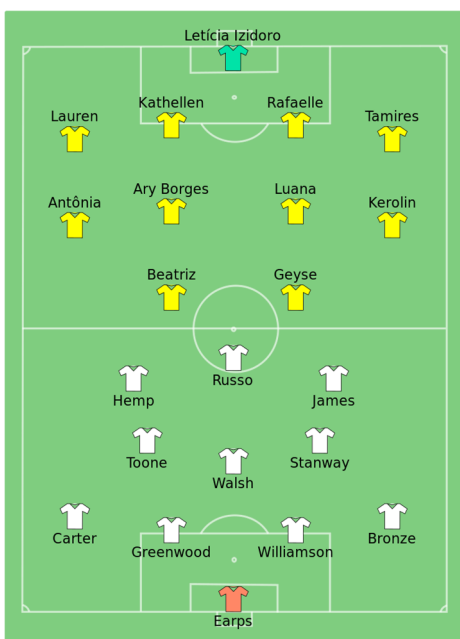 Letícia Izidoro
Kathellen Rafaelle
Lauren Tamires
Ary Borges Luana
Antônia Kerolin
Beatriz Geyse
Russo
Hemp James
Toone Stanway
Walsh
Carter Bronze
Greenwood Williamson
Earps